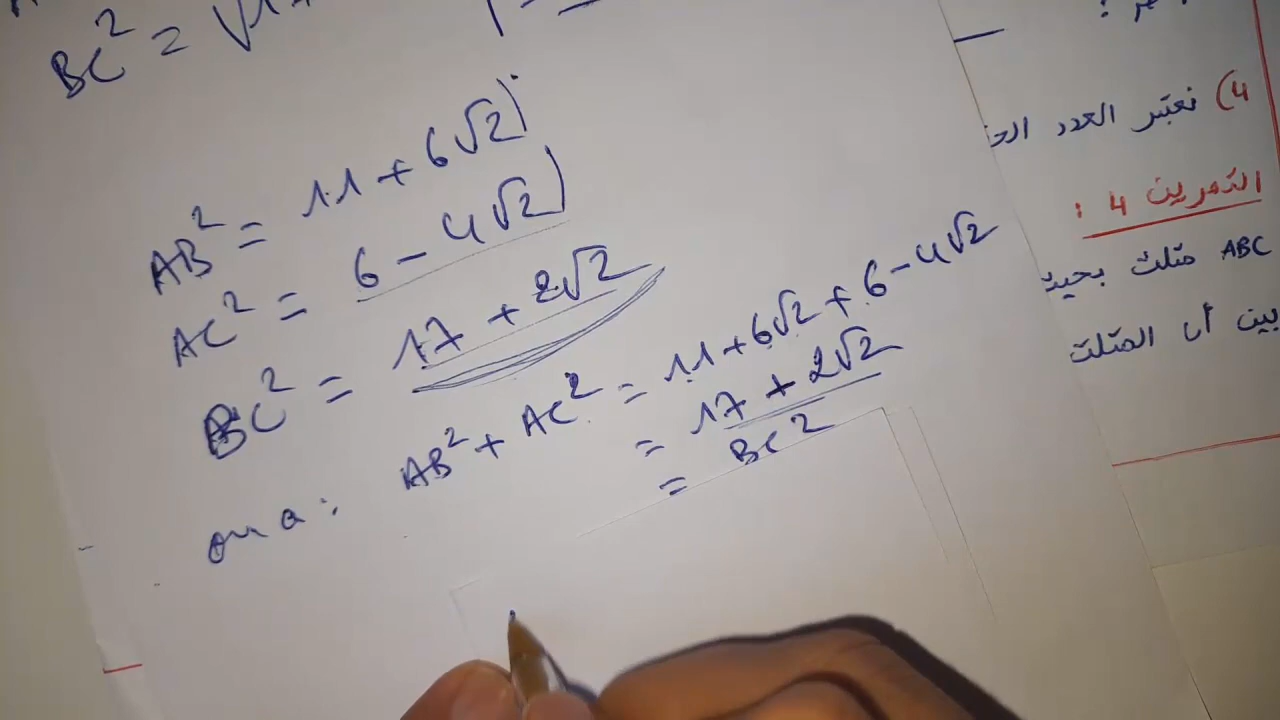 BC² = √1
AB² = 11 + 6√2)
AC² = 6 - 4√2)
BC² = 17 + 2√2
on a : AB² + AC² = 11 + 6√2 + 6 - 4√2
= 17 + 2√2
= BC²
4) نعتبر العدد
التمرين 4 :
ABC مثلث بحيث
بين أن المثلث